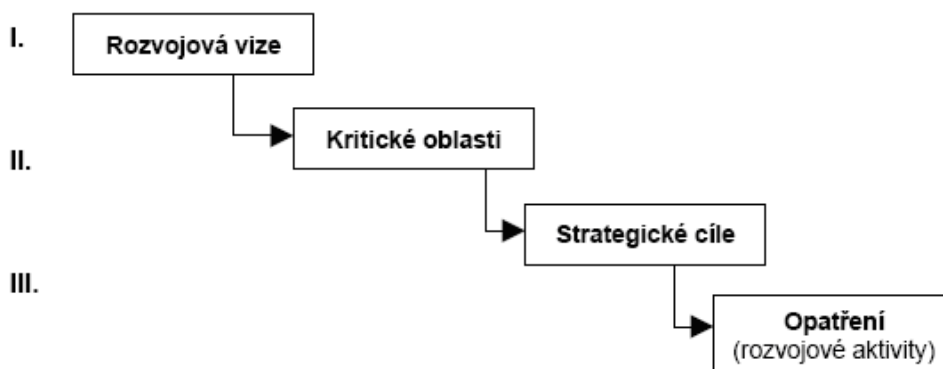 I.
Rozvojová vize
Kritické oblasti
II.
Strategické cíle
III.
Opatření
(rozvojové aktivity)